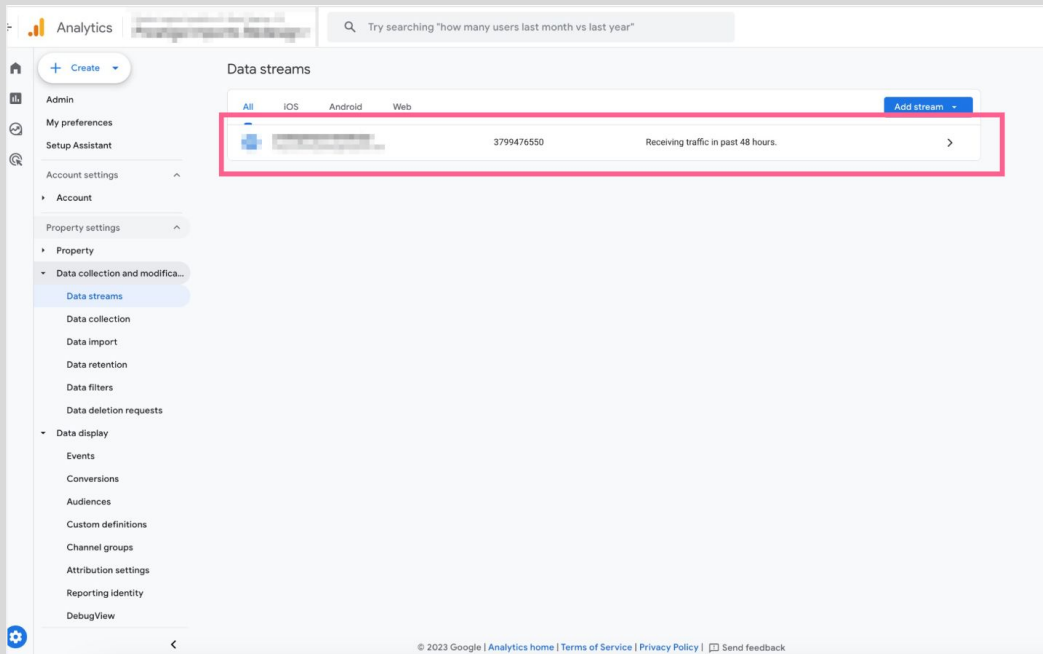 Analytics
Try searching "how many users last month vs last year"
Create
Admin
My preferences
Setup Assistant
Account settings
Account
Property settings
Property
Data collection and modifica...
Data streams
Data collection
Data import
Data retention
Data filters
Data deletion requests
Data display
Events
Conversions
Audiences
Custom definitions
Channel groups
Attribution settings
Reporting identity
DebugView
Data streams
All iOS Android Web Add stream
3799476550 Receiving traffic in past 48 hours.
© 2023 Google | Analytics home | Terms of Service | Privacy Policy | Send feedback